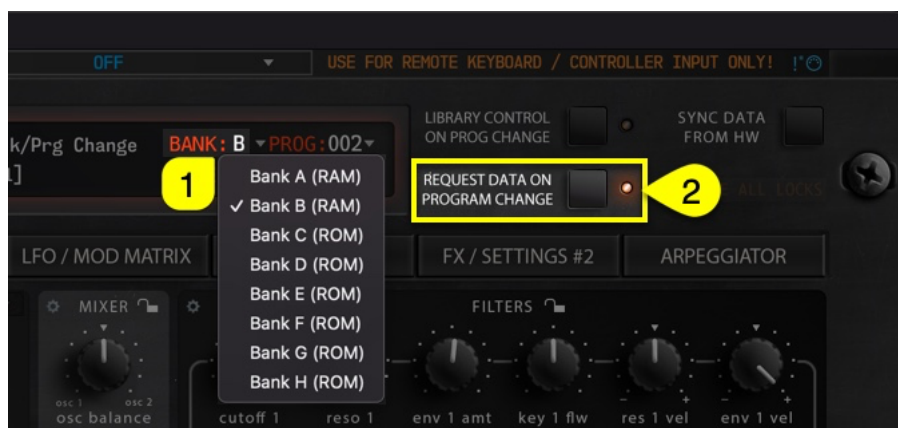 OFF
USE FOR REMOTE KEYBOARD / CONTROLLER INPUT ONLY!
k/Prg Change
BANK: B
PROG:002
1]
LIBRARY CONTROL
ON PROG CHANGE
SYNC DATA
FROM HW
1
Bank A (RAM)
✓ Bank B (RAM)
Bank C (ROM)
Bank D (ROM)
Bank E (ROM)
Bank F (ROM)
Bank G (ROM)
Bank H (ROM)
REQUEST DATA ON
PROGRAM CHANGE
2
ALL LOCKS
LFO / MOD MATRIX
FX / SETTINGS #2
ARPEGGIATOR
MIXER
FILTERS
osc 1
osc 2
osc balance
cutoff 1
reso 1
env 1 amt
key 1 flw
res 1 vel
env 1 vel